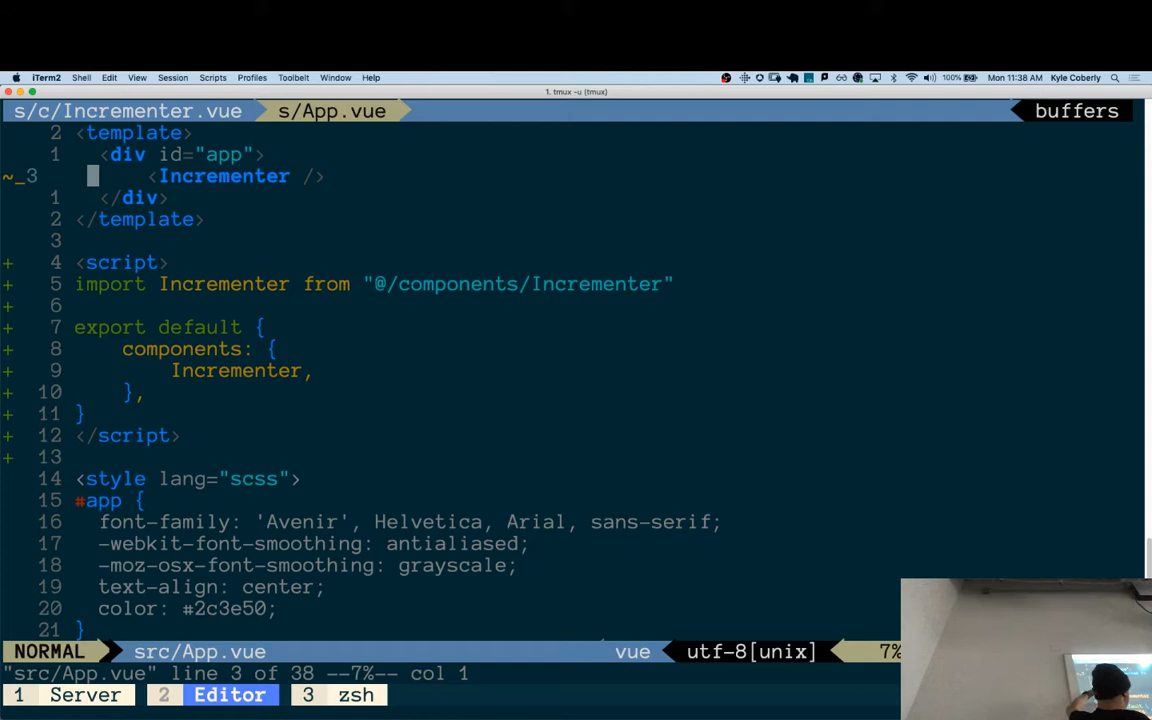 iTerm2 Shell Edit View Session Scripts Profiles Toolbelt Window Help 100% Mon 11:38 AM Kyle Coberly
1. tmux -u (tmux)
s/c/Incrementer.vue s/App.vue buffers
2 <template>
1 <div id="app">
~_3 <Incrementer />
1 </div>
2 </template>
3
+ 4 <script>
+ 5 import Incrementer from "@/components/Incrementer"
+ 6
+ 7 export default {
+ 8 components: {
+ 9 Incrementer,
+ 10 },
+ 11 }
+ 12 </script>
+ 13
14 <style lang="scss">
15 #app {
16 font-family: 'Avenir', Helvetica, Arial, sans-serif;
17 -webkit-font-smoothing: antialiased;
18 -moz-osx-font-smoothing: grayscale;
19 text-align: center;
20 color: #2c3e50;
21 }
NORMAL src/App.vue vue utf-8[unix] 7%
"src/App.vue" line 3 of 38 --7%-- col 1
1 Server 2 Editor 3 zsh